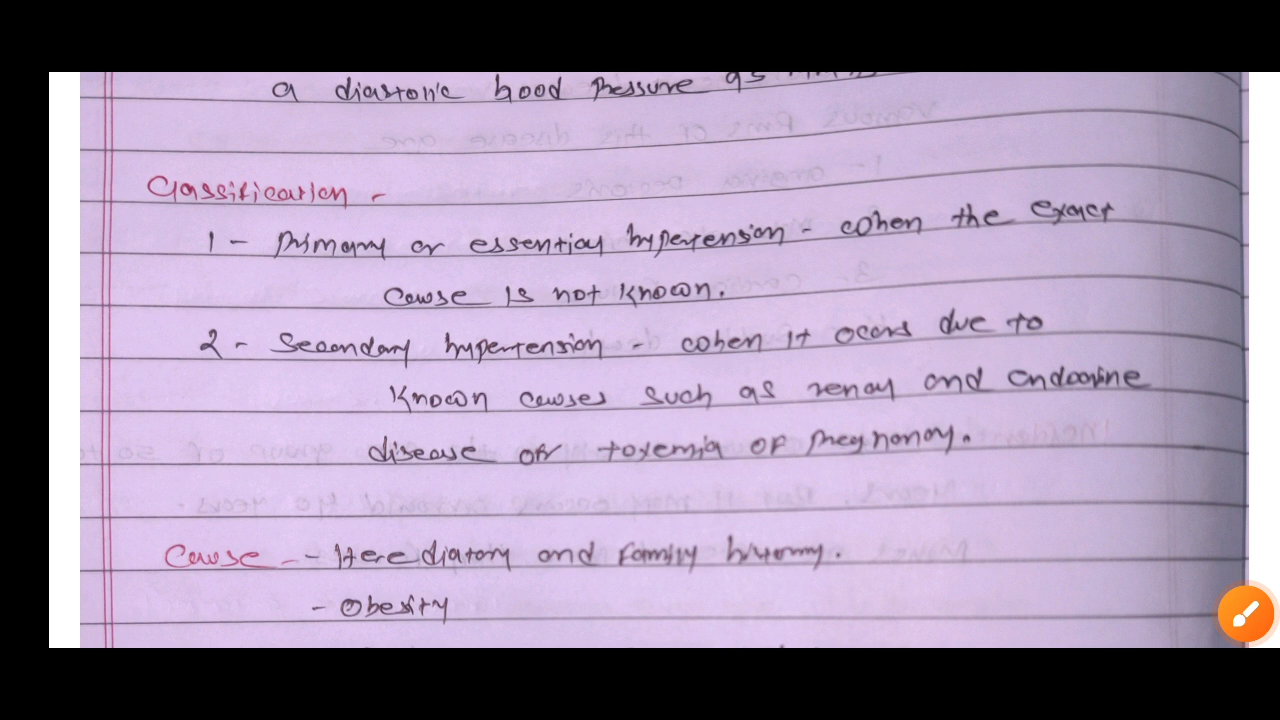 a diastolic bood pressure as
Classification -
1 - Primary or essential hypertension - when the exact
cause is not known.
2 - Secondary hypertension - when it occurs due to
known causes such as renal and endocrine
disease or toxemia of pregnancy.
Cause - - Herediatory and family history.
- Obesity